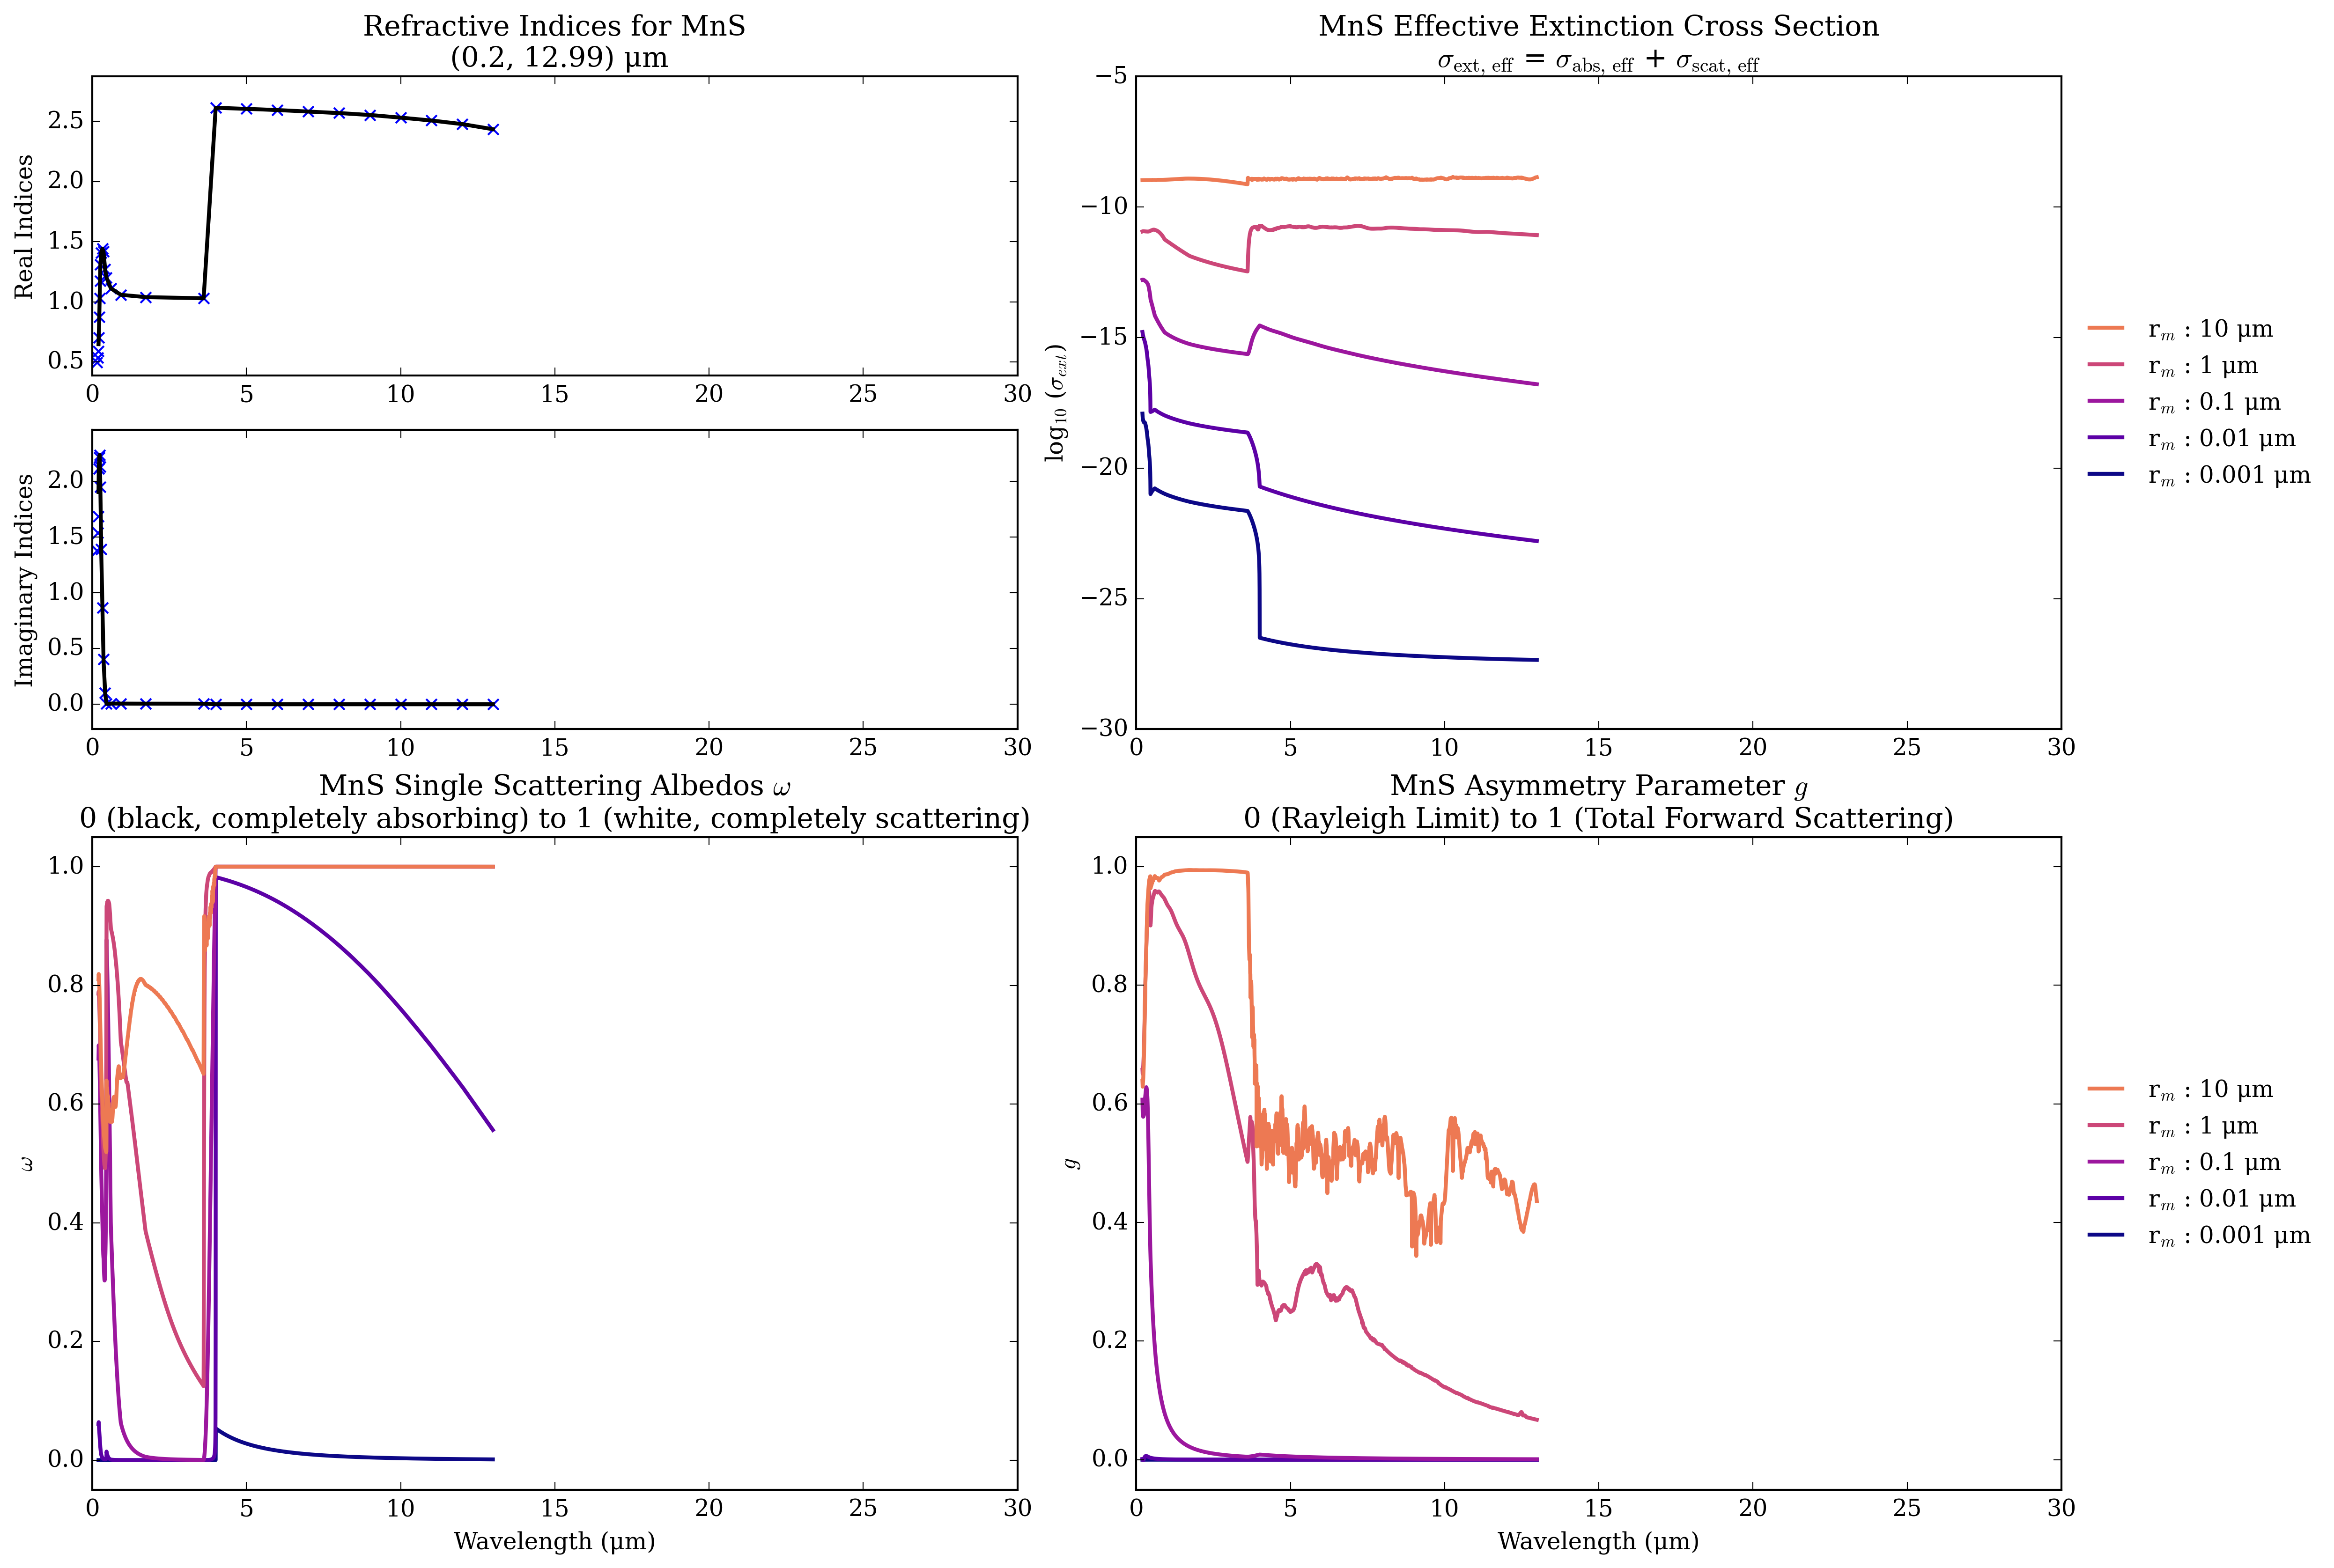 Refractive Indices for MnS
(0.2, 12.99) μm
Real Indices
2.5
2.0
1.5
1.0
0.5
0 5 10 15 20 25 30
Imaginary Indices
2.0
1.5
1.0
0.5
0.0
0 5 10 15 20 25 30
MnS Effective Extinction Cross Section
σext, eff = σabs, eff + σscat, eff
log10 (σext)
−5
−10
−15
−20
−25
−30
0 5 10 15 20 25 30
rm : 10 μm
rm : 1 μm
rm : 0.1 μm
rm : 0.01 μm
rm : 0.001 μm
MnS Single Scattering Albedos ω
0 (black, completely absorbing) to 1 (white, completely scattering)
ω
1.0
0.8
0.6
0.4
0.2
0.0
0 5 10 15 20 25 30
Wavelength (μm)
MnS Asymmetry Parameter g
0 (Rayleigh Limit) to 1 (Total Forward Scattering)
g
1.0
0.8
0.6
0.4
0.2
0.0
0 5 10 15 20 25 30
Wavelength (μm)
rm : 10 μm
rm : 1 μm
rm : 0.1 μm
rm : 0.01 μm
rm : 0.001 μm